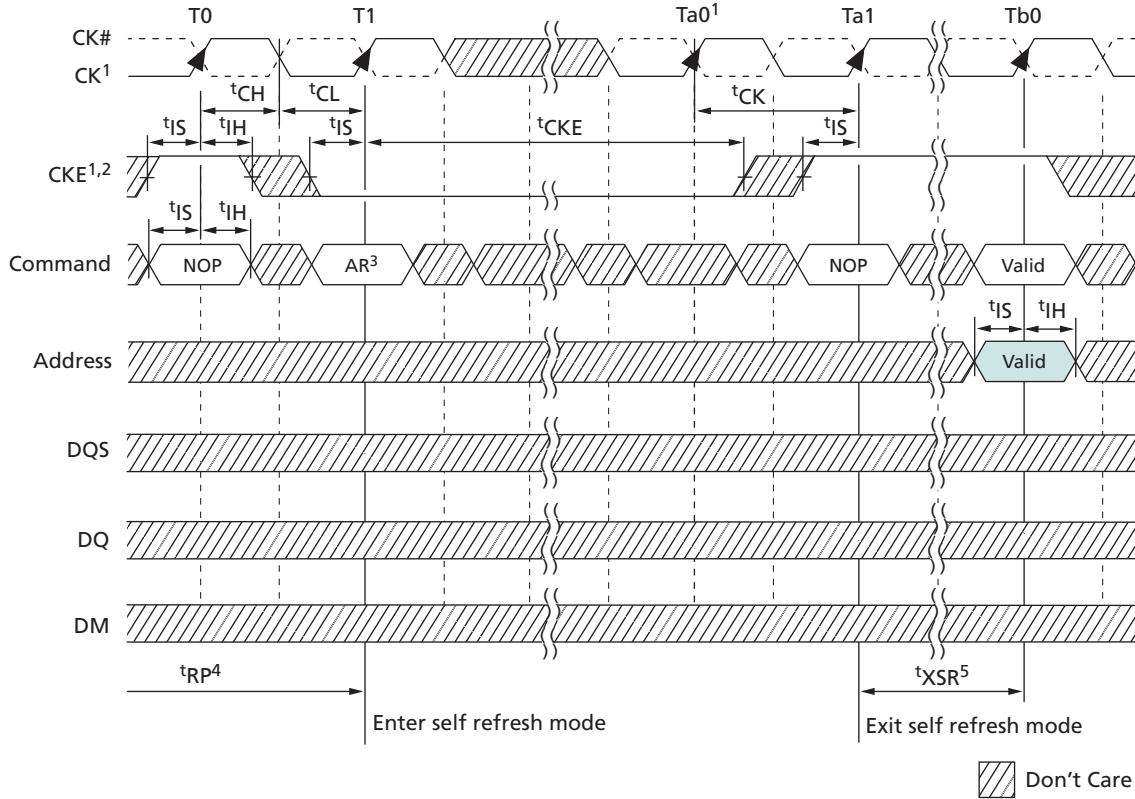 T0 T1 Ta0¹ Ta1 Tb0
CK#
CK¹
tCH tCL tCK
tIS tIH tIS tCKE tIS
CKE1,2
tIS tIH
Command NOP AR³ NOP Valid
tIS tIH
Address Valid
DQS
DQ
DM
tRP⁴ tXSR⁵
Enter self refresh mode Exit self refresh mode
Don't Care